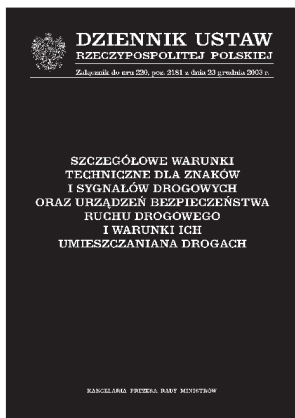 DZIENNIK USTAW
RZECZYPOSPOLITEJ POLSKIEJ
Załącznik do nru 220, poz. 2181 z dnia 23 grudnia 2003 r.
SZCZEGÓŁOWE WARUNKI
TECHNICZNE DLA ZNAKÓW
I SYGNAŁÓW DROGOWYCH
ORAZ URZĄDZEŃ BEZPIECZEŃSTWA
RUCHU DROGOWEGO
I WARUNKI ICH
UMIESZCZANIANA DROGACH
KANCELARIA PREZESA RADY MINISTRÓW